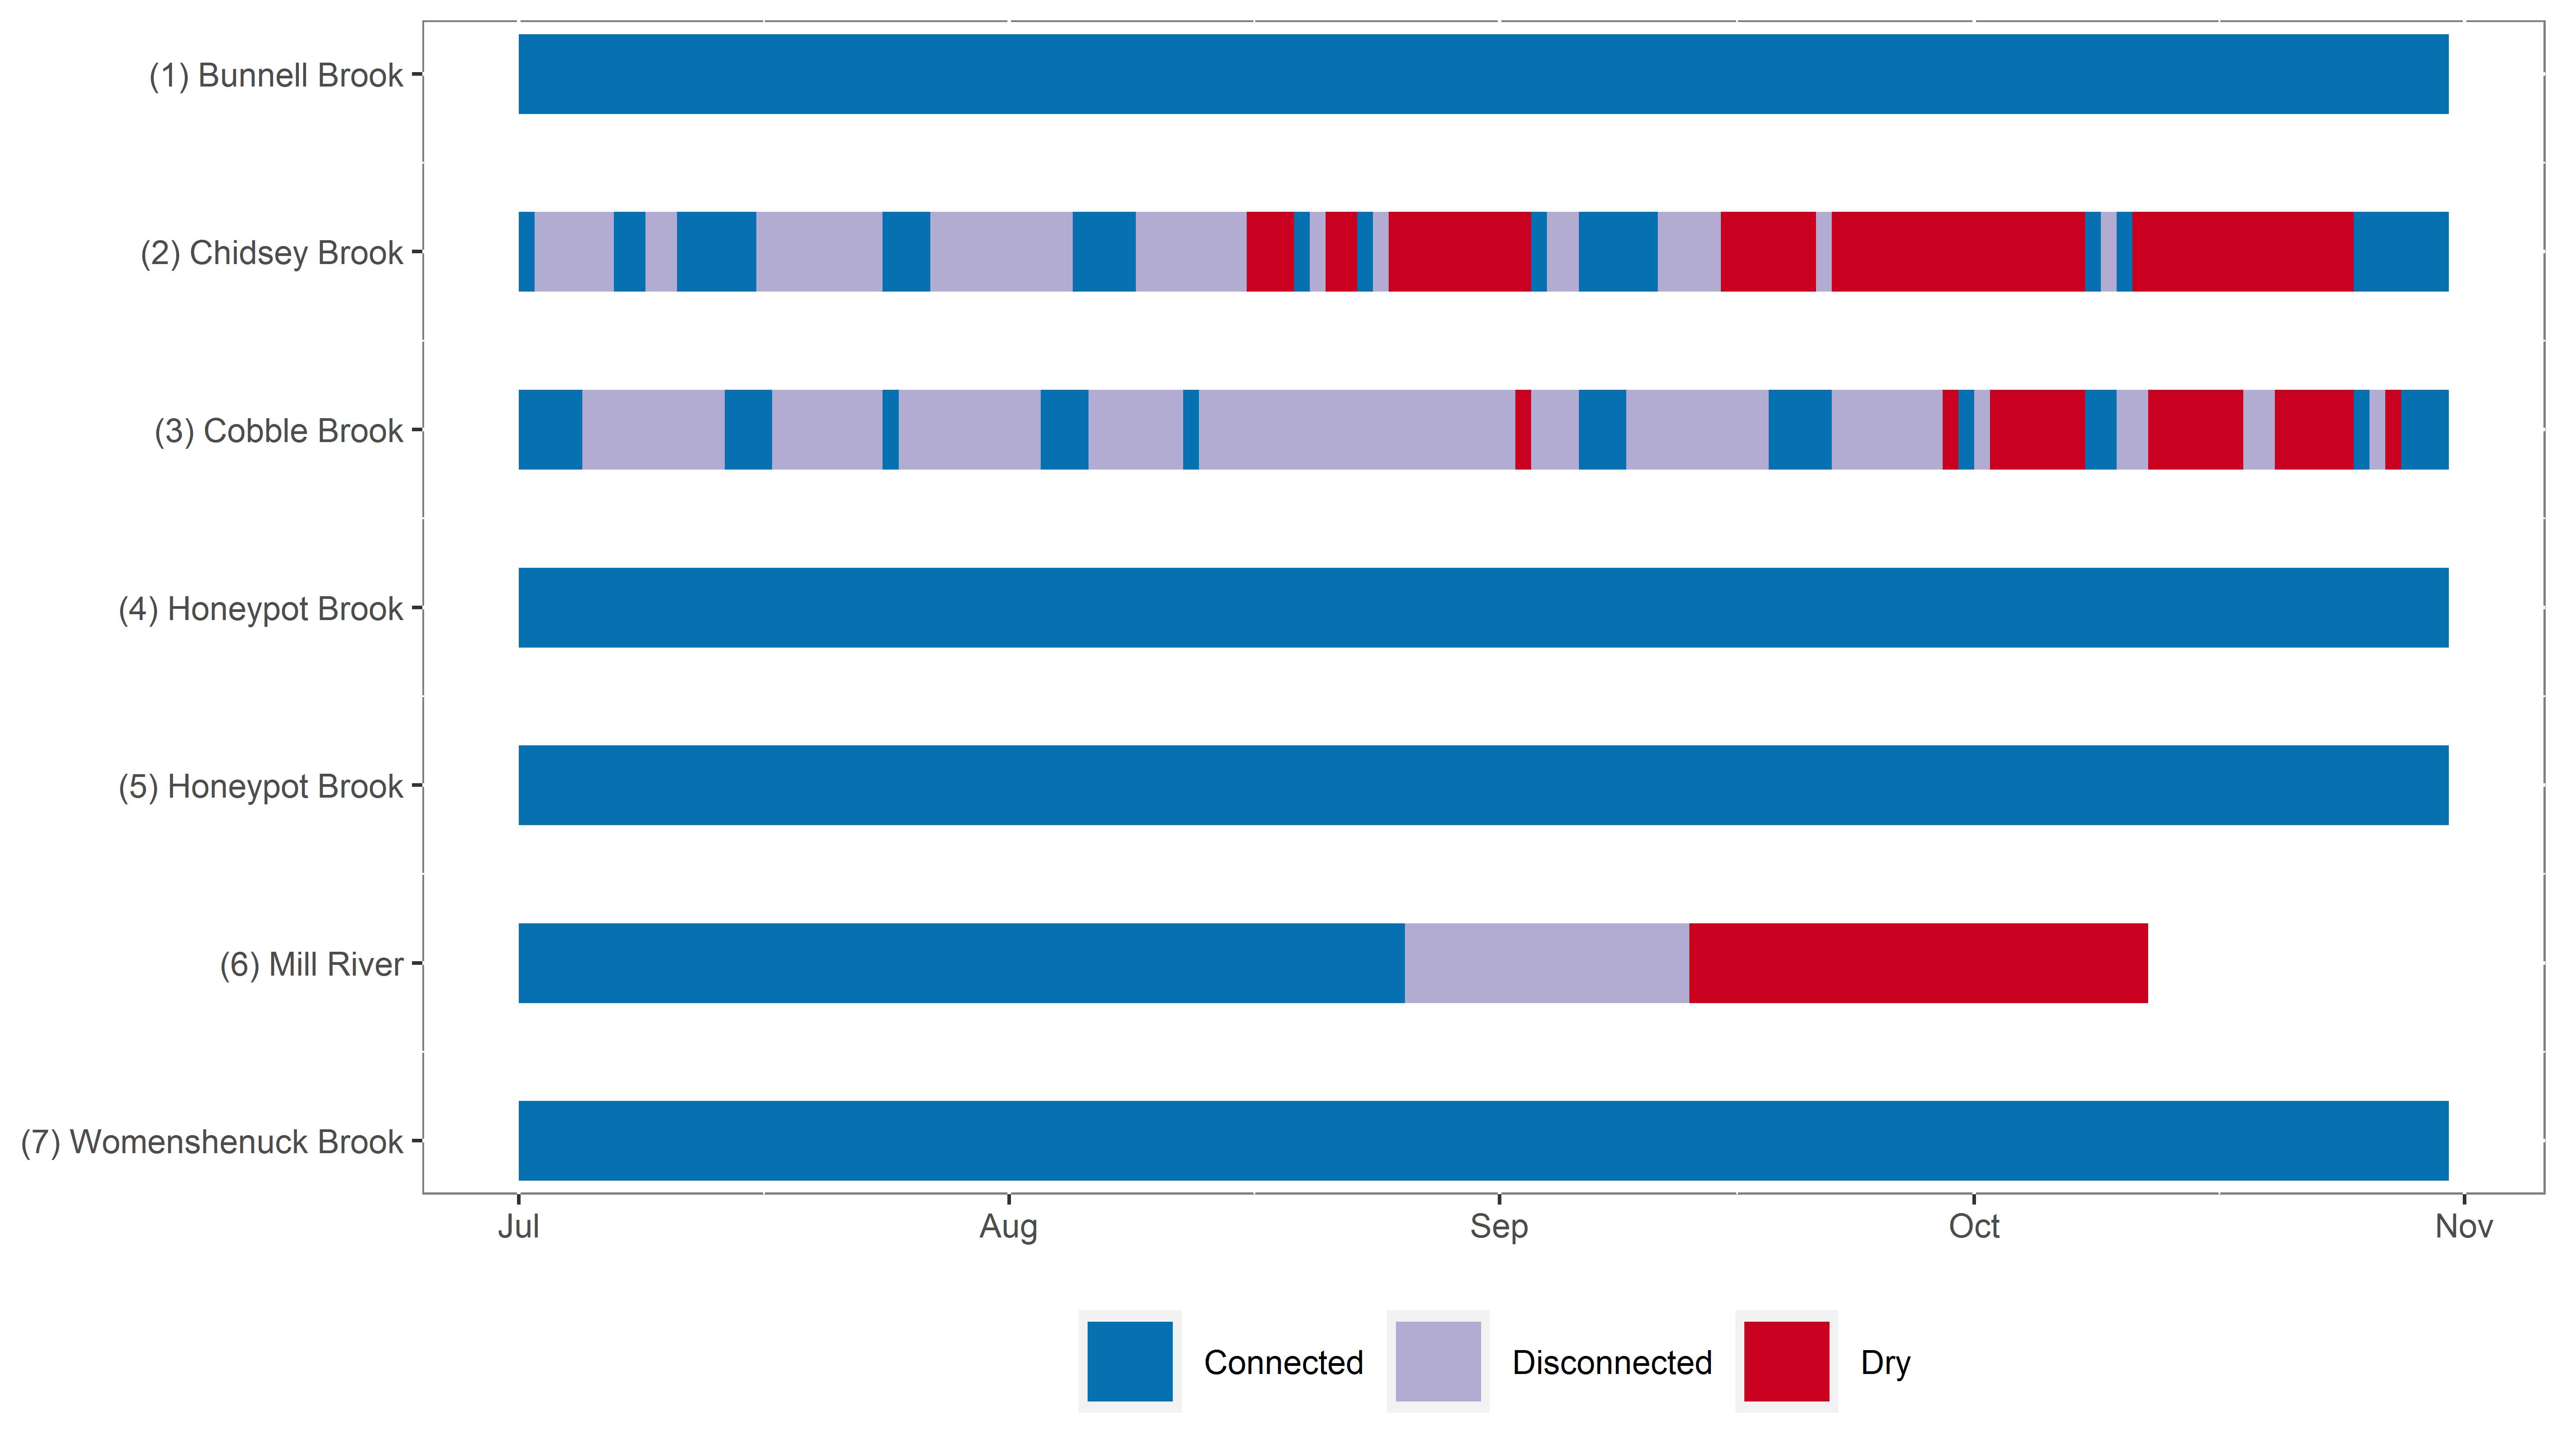 (1) Bunnell Brook
(2) Chidsey Brook
(3) Cobble Brook
(4) Honeypot Brook
(5) Honeypot Brook
(6) Mill River
(7) Womenshenuck Brook
Jul Aug Sep Oct Nov
Connected Disconnected Dry